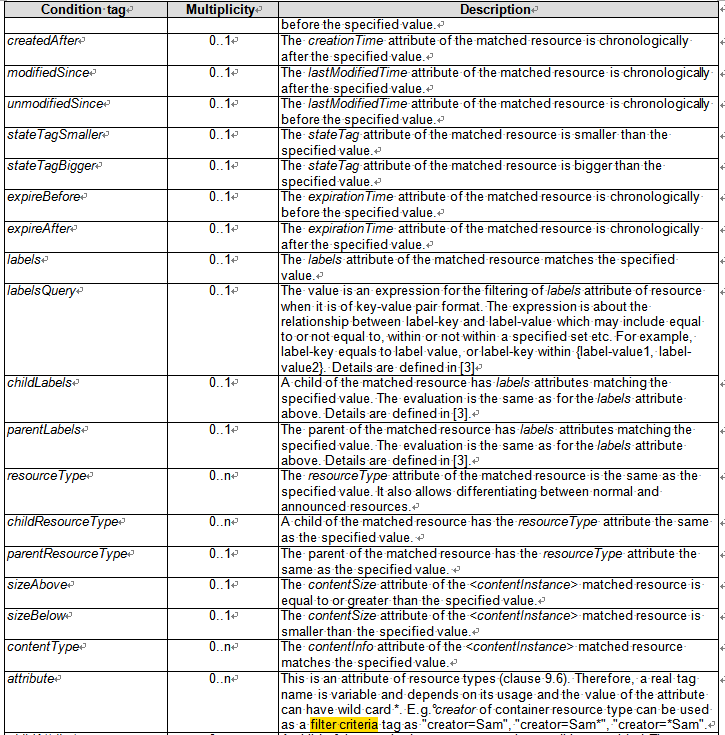 Condition tag Multiplicity Description
before the specified value.
createdAfter 0..1 The creationTime attribute of the matched resource is chronologically
after the specified value.
modifiedSince 0..1 The lastModifiedTime attribute of the matched resource is chronologically
after the specified value.
unmodifiedSince 0..1 The lastModifiedTime attribute of the matched resource is chronologically
before the specified value.
stateTagSmaller 0..1 The stateTag attribute of the matched resource is smaller than the
specified value.
stateTagBigger 0..1 The stateTag attribute of the matched resource is bigger than the
specified value.
expireBefore 0..1 The expirationTime attribute of the matched resource is chronologically
before the specified value.
expireAfter 0..1 The expirationTime attribute of the matched resource is chronologically
after the specified value.
labels 0..1 The labels attribute of the matched resource matches the specified
value.
labelsQuery 0..1 The value is an expression for the filtering of labels attribute of resource
when it is of key-value pair format. The expression is about the
relationship between label-key and label-value which may include equal
to or not equal to, within or not within a specified set etc. For example,
label-key equals to label value, or label-key within {label-value1, label-
value2}. Details are defined in [3]
childLabels 0..1 A child of the matched resource has labels attributes matching the
specified value. The evaluation is the same as for the labels attribute
above. Details are defined in [3].
parentLabels 0..1 The parent of the matched resource has labels attributes matching the
specified value. The evaluation is the same as for the labels attribute
above. Details are defined in [3].
resourceType 0..n The resourceType attribute of the matched resource is the same as the
specified value. It also allows differentiating between normal and
announced resources.
childResourceType 0..n A child of the matched resource has the resourceType attribute the same
as the specified value.
parentResourceType 0..1 The parent of the matched resource has the resourceType attribute the
same as the specified value.
sizeAbove 0..1 The contentSize attribute of the <contentInstance> matched resource is
equal to or greater than the specified value.
sizeBelow 0..1 The contentSize attribute of the <contentInstance> matched resource is
smaller than the specified value.
contentType 0..n The contentInfo attribute of the <contentInstance> matched resource
matches the specified value.
attribute 0..n This is an attribute of resource types (clause 9.6). Therefore, a real tag
name is variable and depends on its usage and the value of the attribute
can have wild card *. E.g. creator of container resource type can be used
as a filter criteria tag as "creator=Sam", "creator=Sam*", "creator=*Sam".